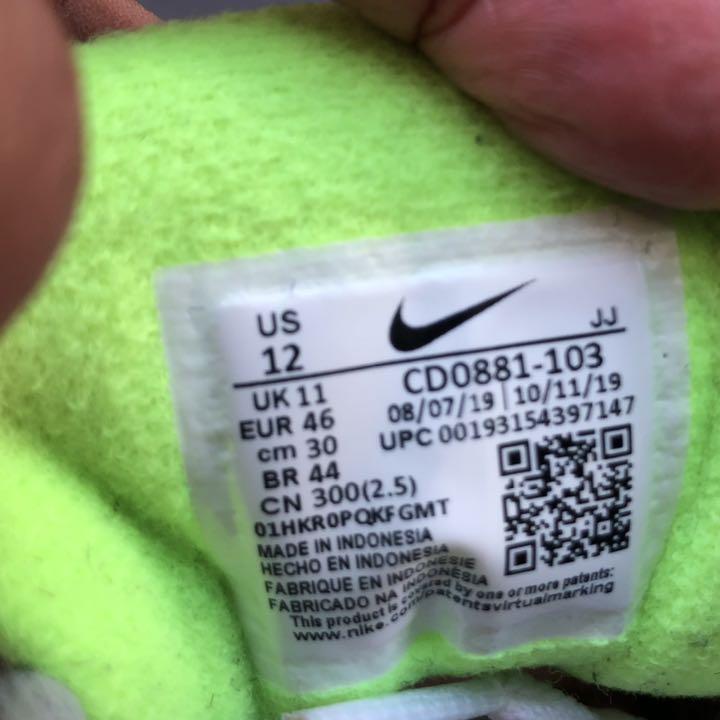 US
12
JJ
UK 11
EUR 46
cm 30
BR 44
CN 300(2.5)
CD0881-103
08/07/19 | 10/11/19
UPC 00193154397147
01HKR0PQKFGMT
MADE IN INDONESIA
HECHO EN INDONESIA
FABRIQUE EN INDONESIE
FABRICADO NA INDONÉSIA
This product is covered by one or more patents:
www.nike.com/patentsvirtualmarking